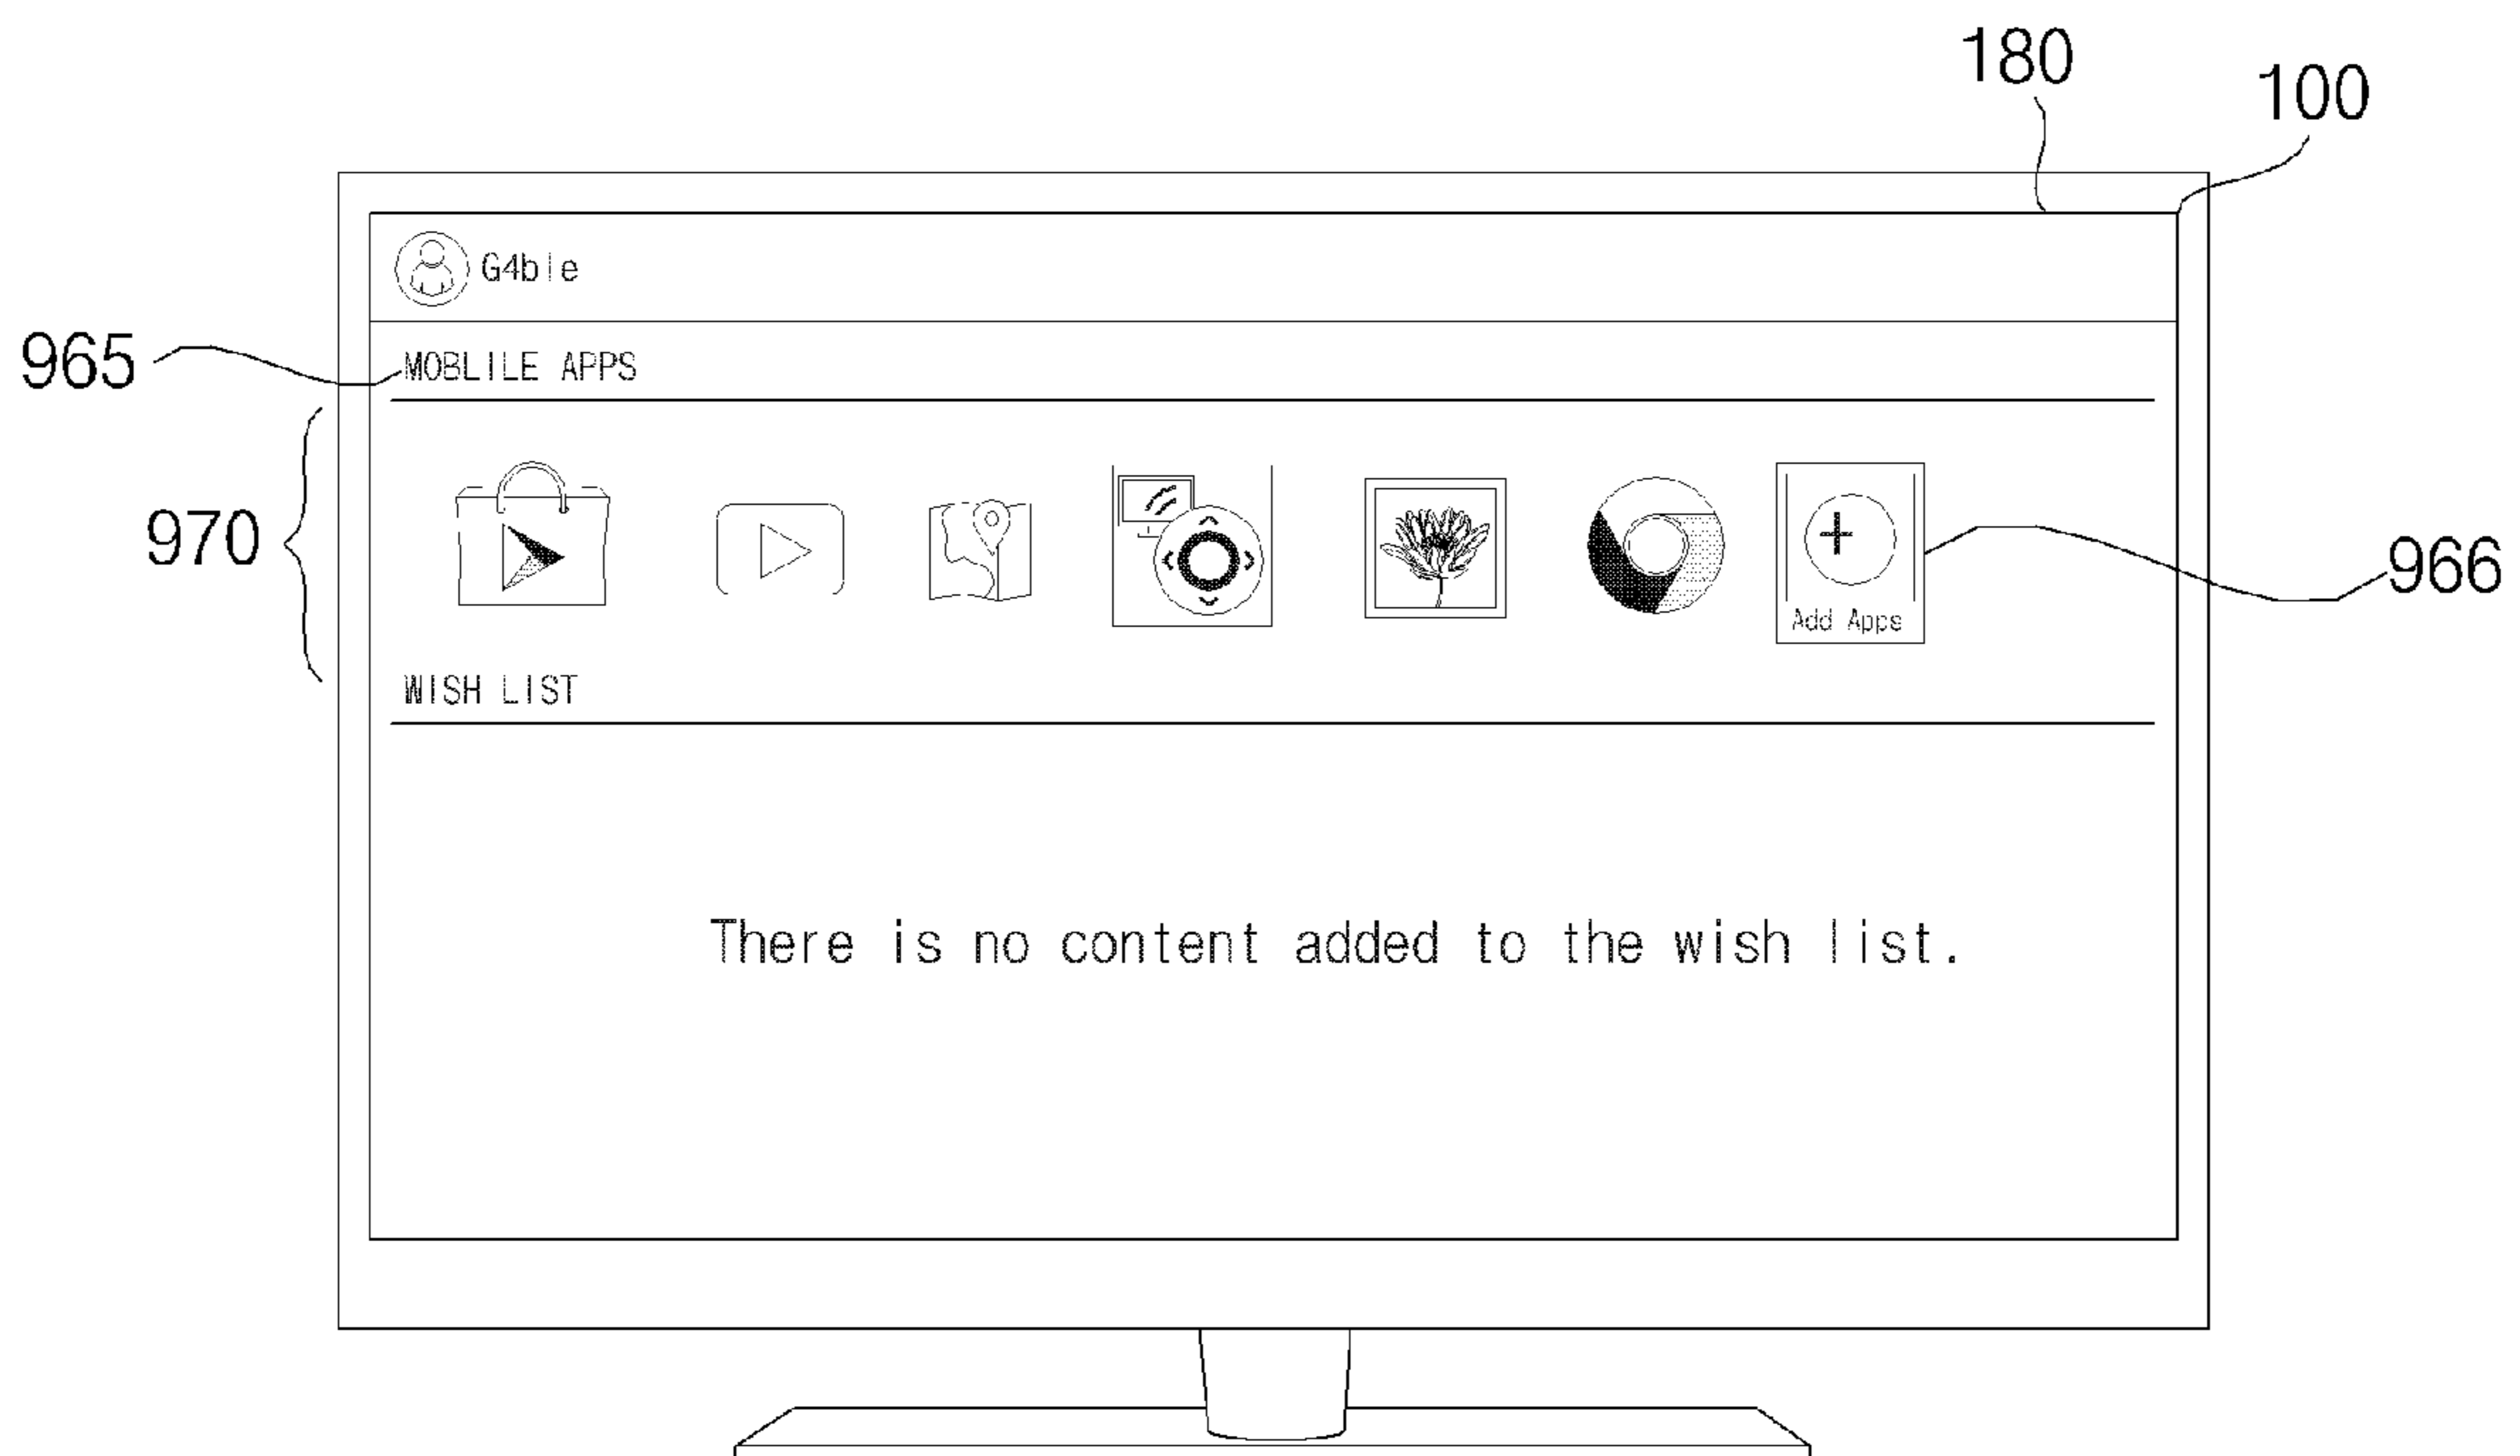 180
100
G4ble
965
MOBLILE APPS
970
966
Add Apps
WISH LIST
There is no content added to the wish list.